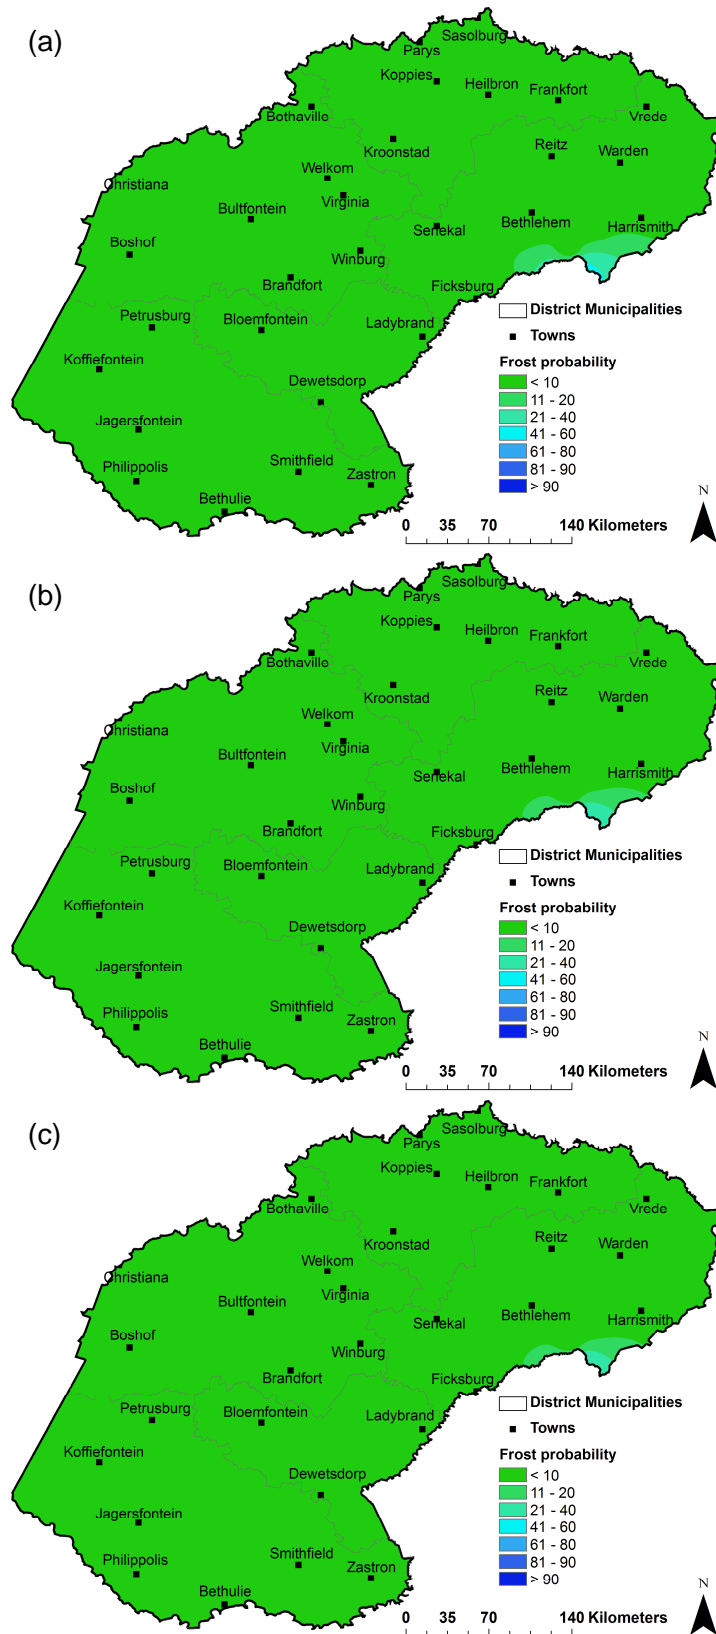 (a)
Sasolburg
Parys
Koppies
Heilbron
Frankfort
Bothaville
Vrede
Kroonstad
Reitz
Warden
Welkom
Christiana
Virginia
Bultfontein
Senekal
Bethlehem
Harrismith
Boshof
Winburg
Brandfort
Ficksburg
District Municipalities
Petrusburg
Bloemfontein
Ladybrand
Towns
Koffiefontein
Frost probability
< 10
Dewetsdorp
11 - 20
21 - 40
Jagersfontein
41 - 60
61 - 80
Philippolis
Smithfield
Zastron
81 - 90
> 90
Bethulie
N
0 35 70 140 Kilometers
(b)
Sasolburg
Parys
Koppies
Heilbron
Frankfort
Bothaville
Vrede
Kroonstad
Reitz
Warden
Welkom
Christiana
Virginia
Bultfontein
Senekal
Bethlehem
Harrismith
Boshof
Winburg
Brandfort
Ficksburg
District Municipalities
Petrusburg
Bloemfontein
Ladybrand
Towns
Koffiefontein
Frost probability
< 10
Dewetsdorp
11 - 20
21 - 40
Jagersfontein
41 - 60
61 - 80
Philippolis
Smithfield
Zastron
81 - 90
> 90
Bethulie
N
0 35 70 140 Kilometers
(c)
Sasolburg
Parys
Koppies
Heilbron
Frankfort
Bothaville
Vrede
Kroonstad
Reitz
Warden
Welkom
Christiana
Virginia
Bultfontein
Senekal
Bethlehem
Harrismith
Boshof
Winburg
Brandfort
Ficksburg
District Municipalities
Petrusburg
Bloemfontein
Ladybrand
Towns
Koffiefontein
Frost probability
< 10
Dewetsdorp
11 - 20
21 - 40
Jagersfontein
41 - 60
61 - 80
Philippolis
Smithfield
Zastron
81 - 90
> 90
Bethulie
N
0 35 70 140 Kilometers